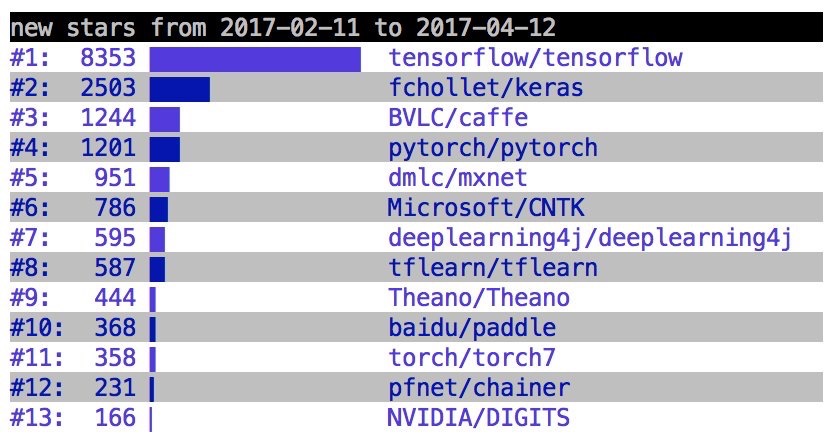 new stars from 2017-02-11 to 2017-04-12
#1: 8353 tensorflow/tensorflow
#2: 2503 fchollet/keras
#3: 1244 BVLC/caffe
#4: 1201 pytorch/pytorch
#5: 951 dmlc/mxnet
#6: 786 Microsoft/CNTK
#7: 595 deeplearning4j/deeplearning4j
#8: 587 tflearn/tflearn
#9: 444 Theano/Theano
#10: 368 baidu/paddle
#11: 358 torch/torch7
#12: 231 pfnet/chainer
#13: 166 NVIDIA/DIGITS